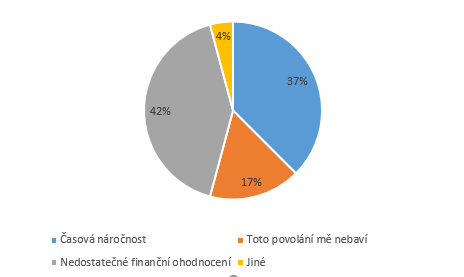 4%
37%
42%
17%
Časová náročnost
Toto povolání mě nebaví
Nedostatečné finanční ohodnocení
Jiné